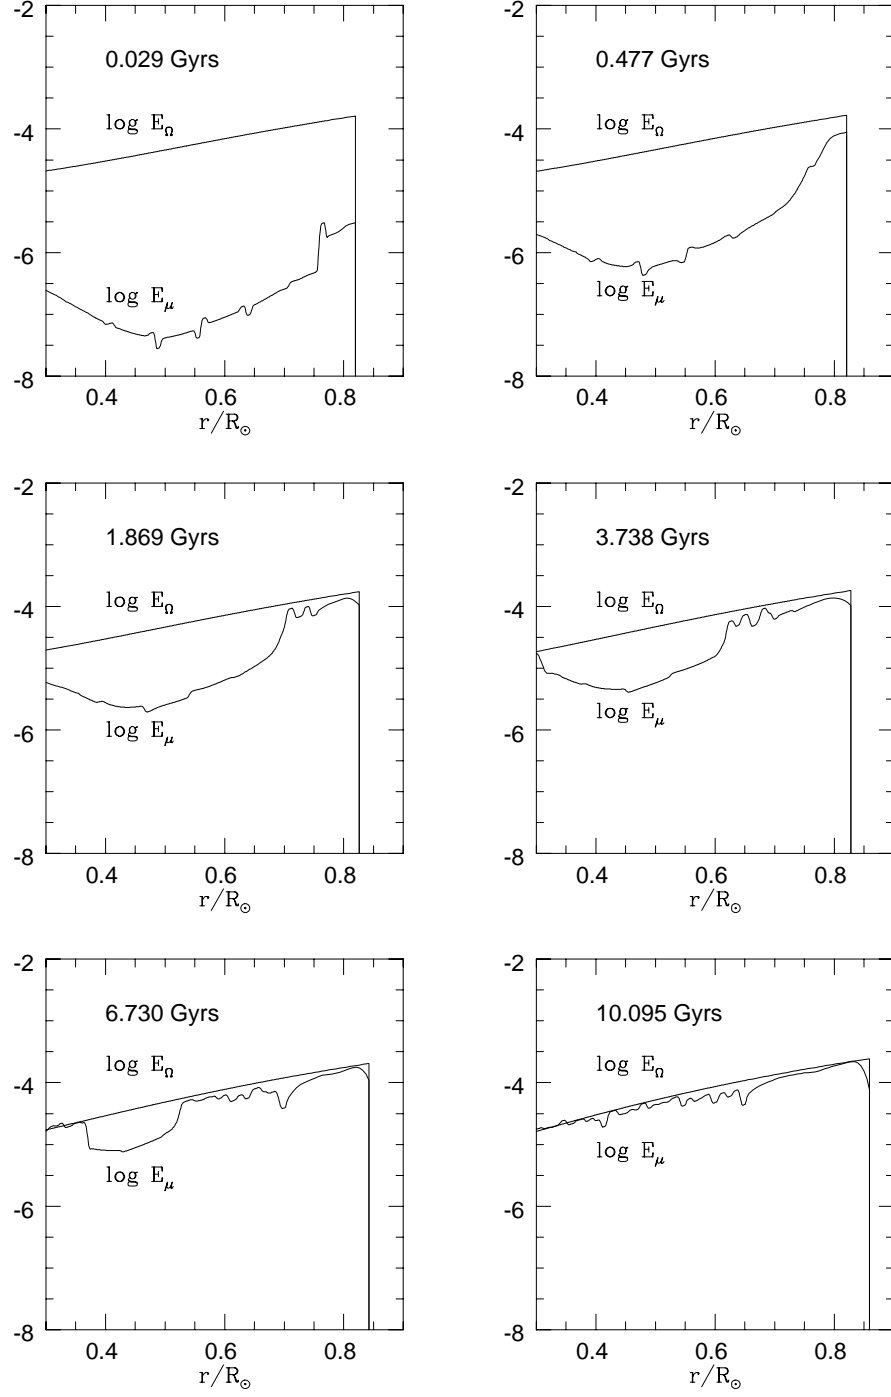 -2
-4
-6
-8
0.029 Gyrs
log E_Ω
log E_μ
0.4 0.6 0.8
r/R_⊙
-2
-4
-6
-8
0.477 Gyrs
log E_Ω
log E_μ
0.4 0.6 0.8
r/R_⊙
-2
-4
-6
-8
1.869 Gyrs
log E_Ω
log E_μ
0.4 0.6 0.8
r/R_⊙
-2
-4
-6
-8
3.738 Gyrs
log E_Ω
log E_μ
0.4 0.6 0.8
r/R_⊙
-2
-4
-6
-8
6.730 Gyrs
log E_Ω
log E_μ
0.4 0.6 0.8
r/R_⊙
-2
-4
-6
-8
10.095 Gyrs
log E_Ω
log E_μ
0.4 0.6 0.8
r/R_⊙